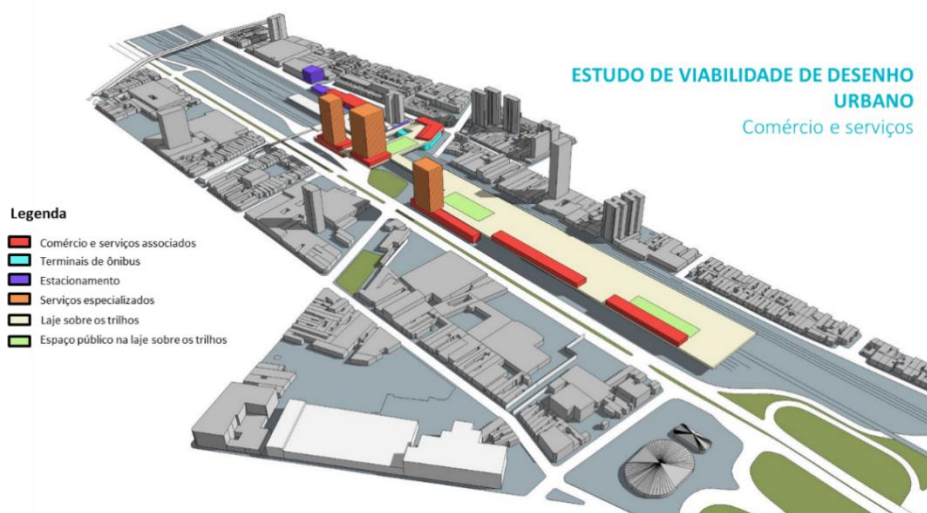 ESTUDO DE VIABILIDADE DE DESENHO
URBANO
Comércio e serviços
Legenda
Comércio e serviços associados
Terminais de ônibus
Estacionamento
Serviços especializados
Laje sobre os trilhos
Espaço público na laje sobre os trilhos